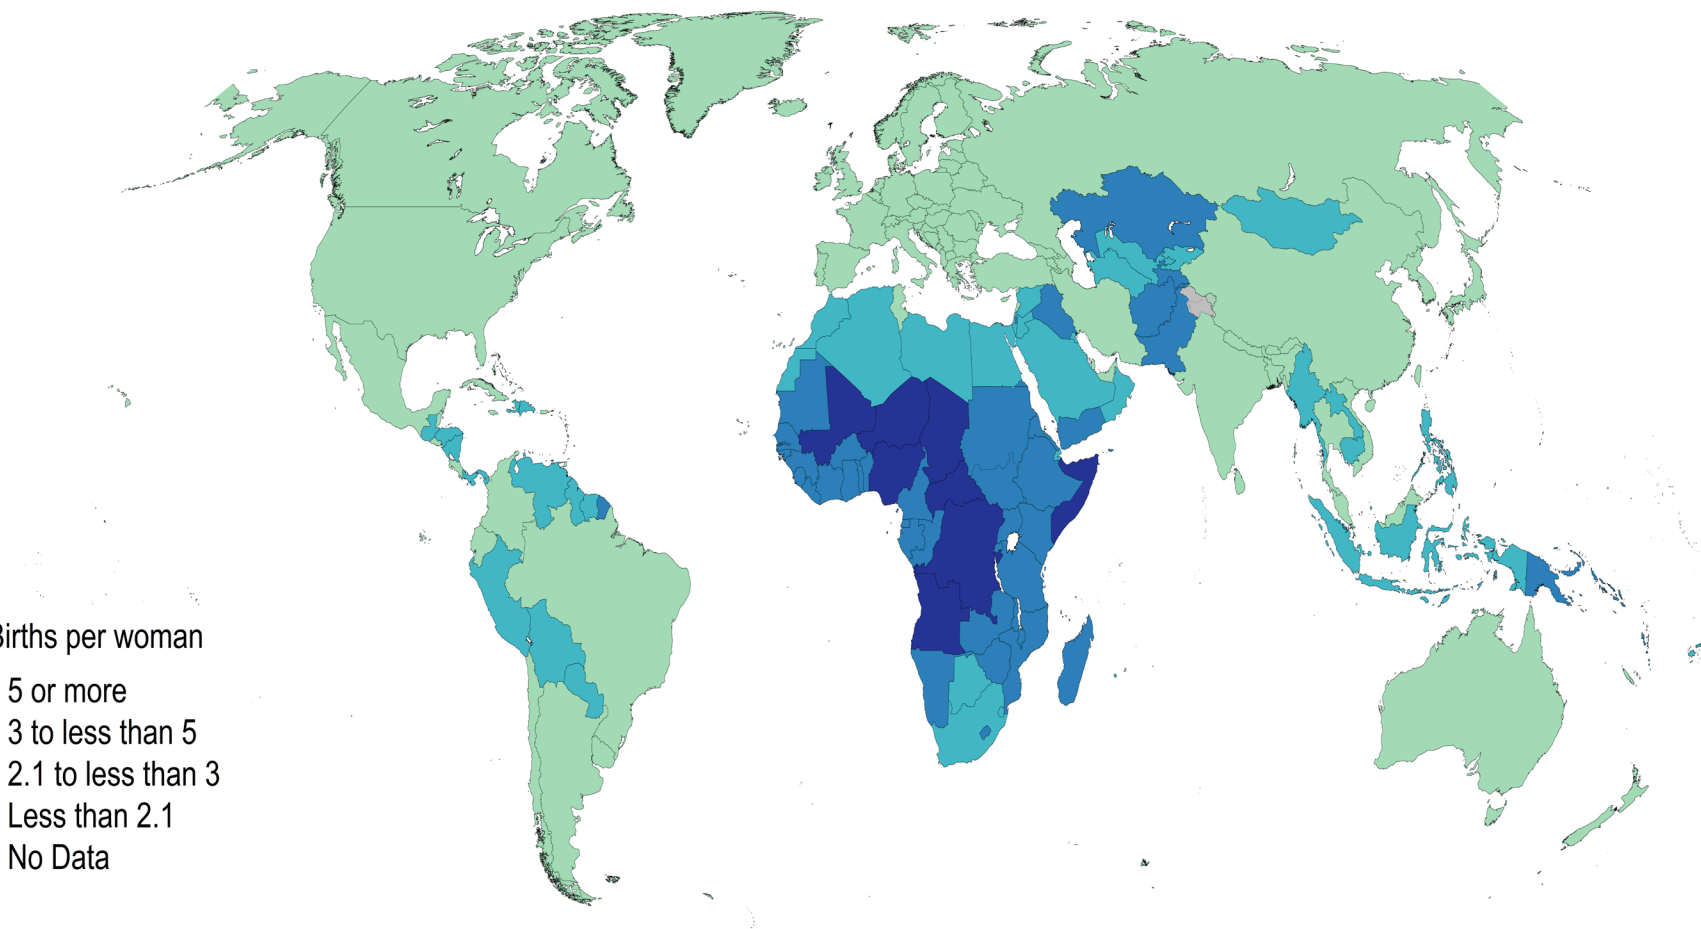 Births per woman
5 or more
3 to less than 5
2.1 to less than 3
Less than 2.1
No Data